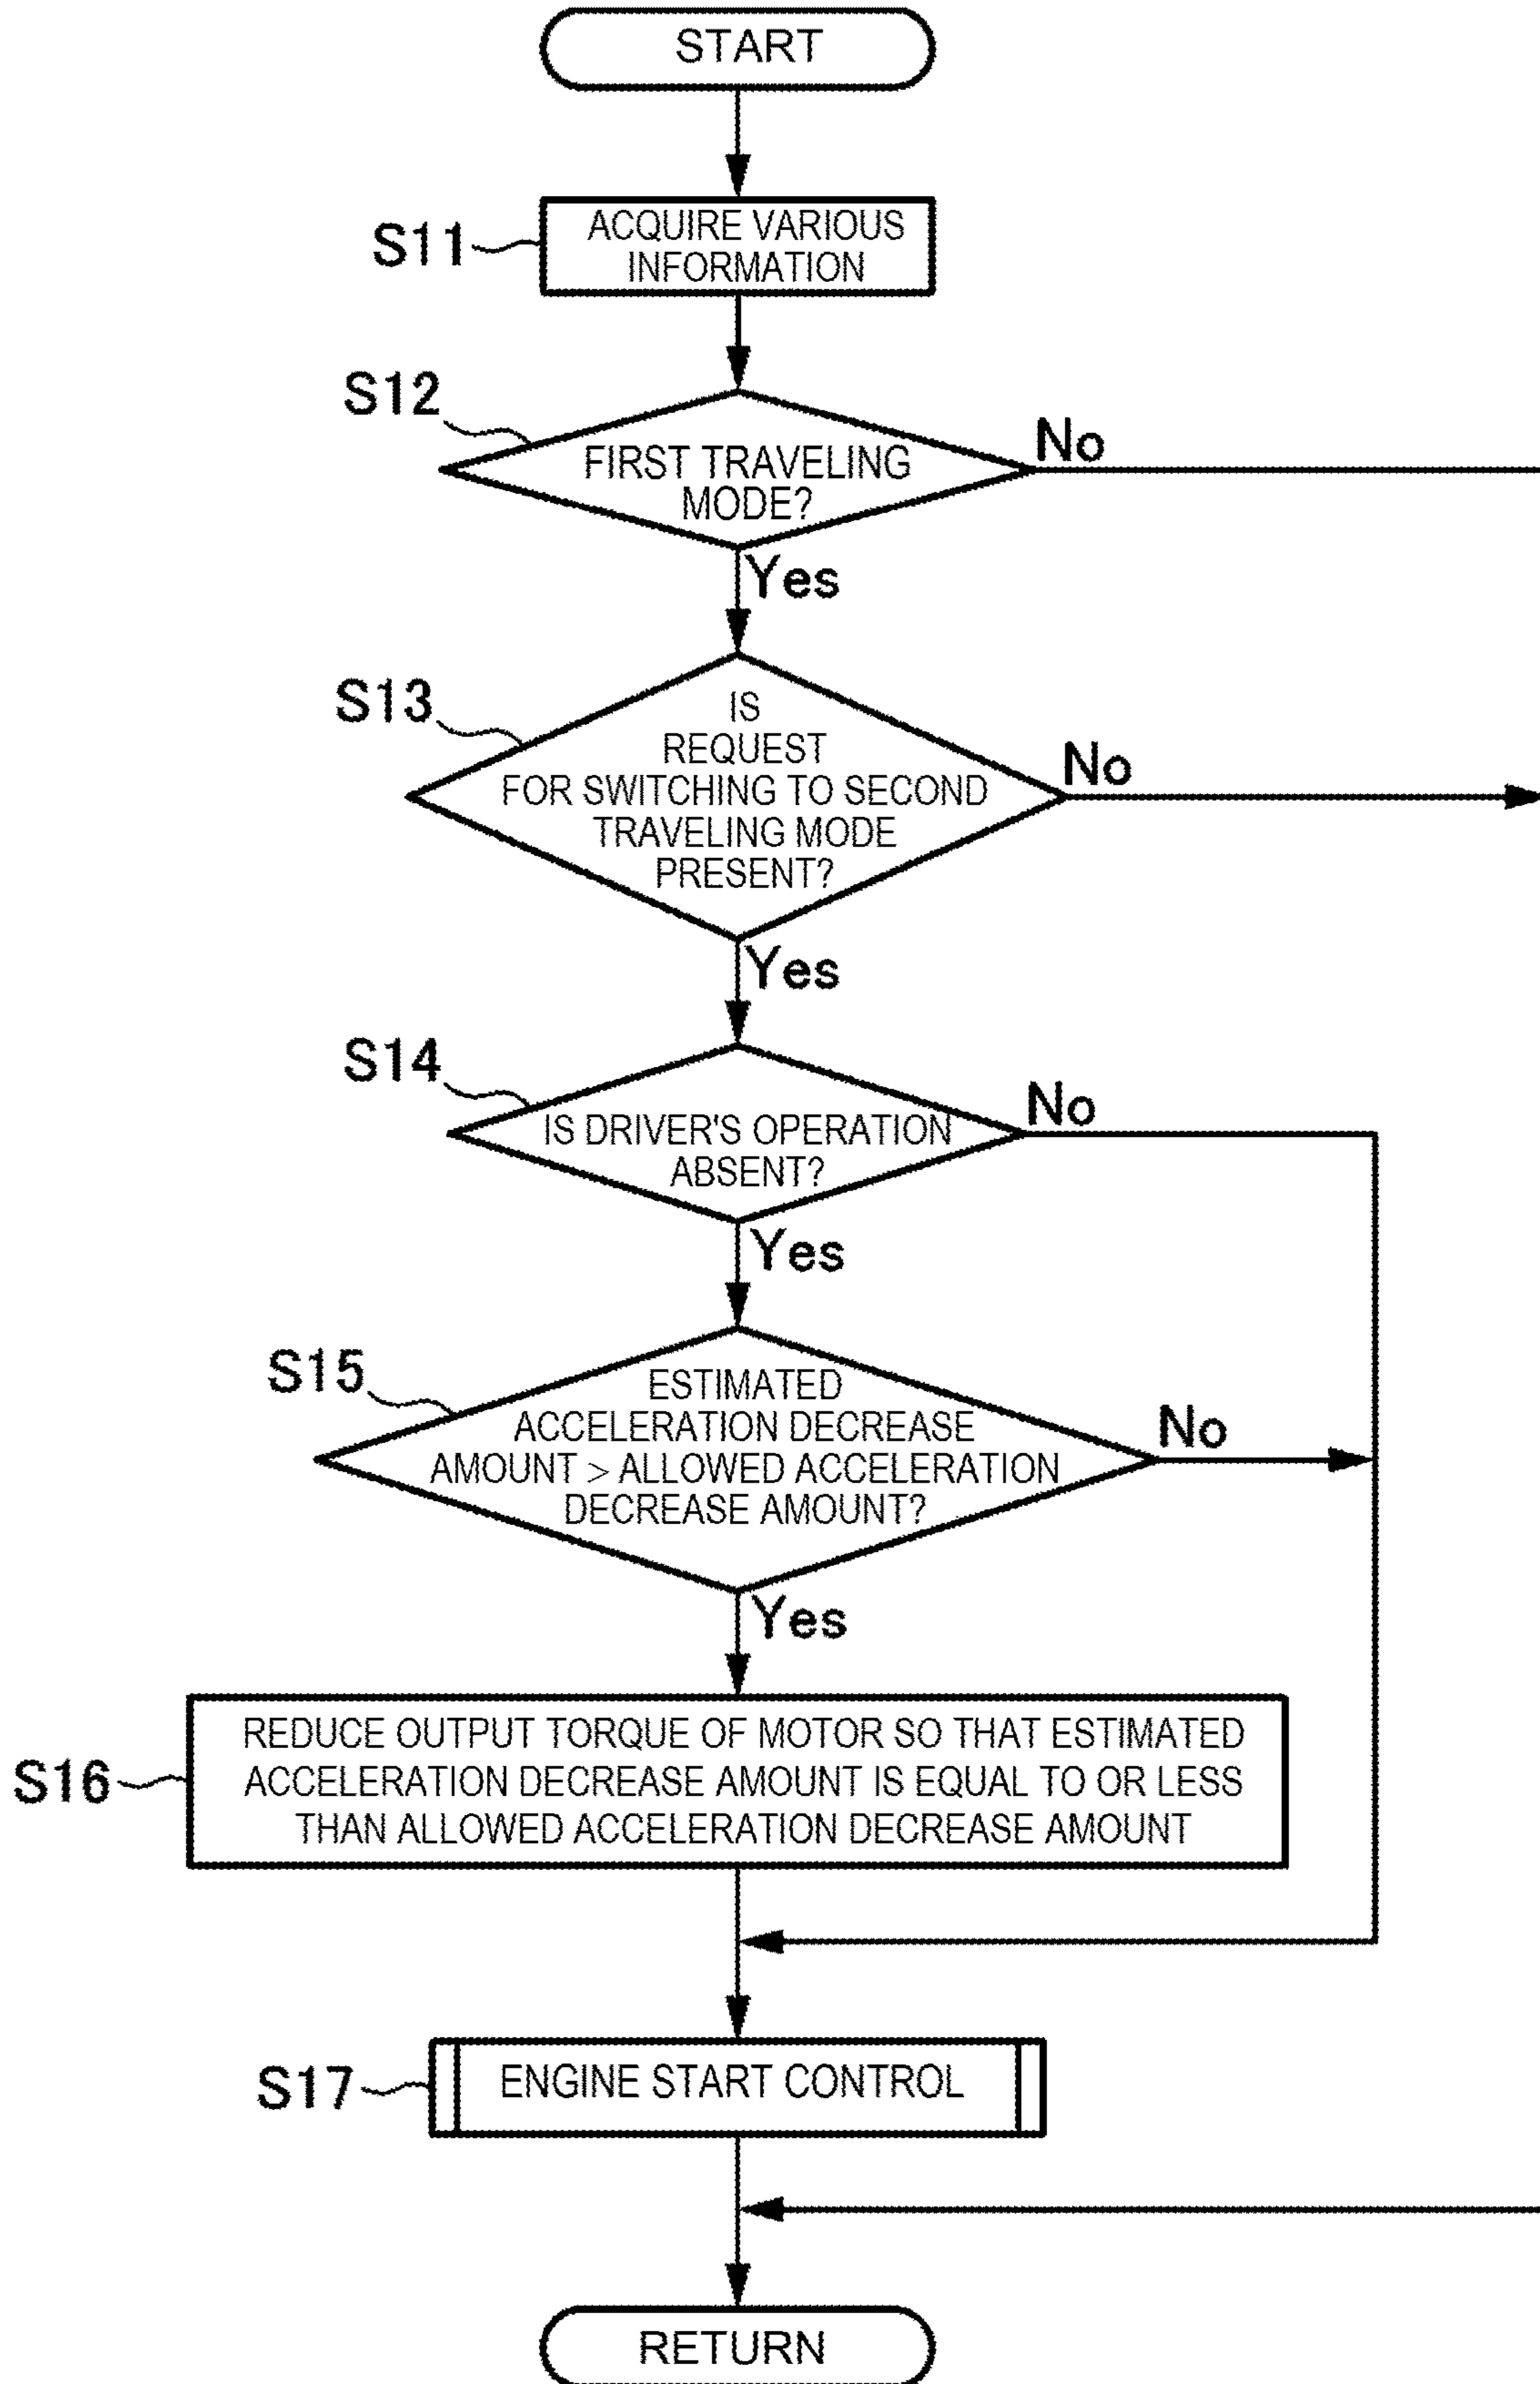 START
S11
ACQUIRE VARIOUS
INFORMATION
S12
FIRST TRAVELING
MODE?
No
Yes
S13
IS
REQUEST
FOR SWITCHING TO SECOND
TRAVELING MODE
PRESENT?
No
Yes
S14
IS DRIVER'S OPERATION
ABSENT?
No
Yes
S15
ESTIMATED
ACCELERATION DECREASE
AMOUNT > ALLOWED ACCELERATION
DECREASE AMOUNT?
No
Yes
S16
REDUCE OUTPUT TORQUE OF MOTOR SO THAT ESTIMATED
ACCELERATION DECREASE AMOUNT IS EQUAL TO OR LESS
THAN ALLOWED ACCELERATION DECREASE AMOUNT
S17
ENGINE START CONTROL
RETURN